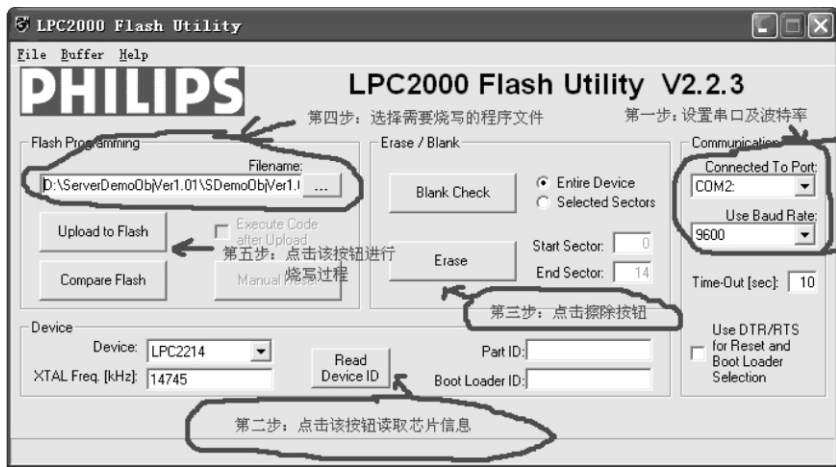 LPC2000 Flash Utility
File Buffer Help
PHILIPS
LPC2000 Flash Utility V2.2.3
第四步：选择需要烧写的程序文件
第一步：设置串口及波特率
Flash Programming
Filename:
D:\ServerDemoObjVer1.01\SDemoObjVer1.0
...
Upload to Flash
Execute Code
after Upload
第五步：点击该按钮进行
烧写过程
Compare Flash
Manual Reset
Erase / Blank
Blank Check
Entire Device
Selected Sectors
Erase
Start Sector: 0
End Sector: 14
第三步：点击擦除按钮
Communication
Connected To Port:
COM2:
Use Baud Rate:
9600
Time-Out [sec]: 10
Use DTR/RTS
for Reset and
Boot Loader
Selection
Device
Device: LPC2214
XTAL Freq. [kHz]: 14745
Read
Device ID
Part ID:
Boot Loader ID:
第二步：点击该按钮读取芯片信息